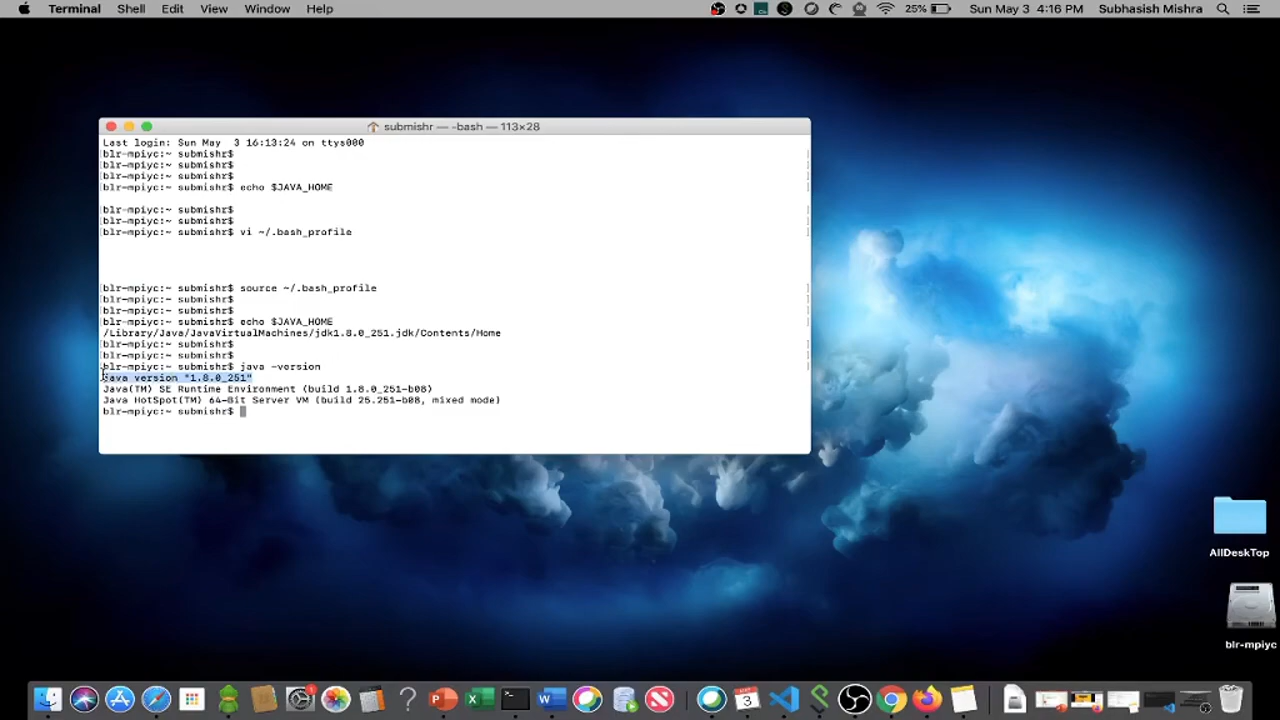 Terminal Shell Edit View Window Help 25% Sun May 3 4:16 PM Subhasish Mishra
submishr — -bash — 113×28
Last login: Sun May  3 16:13:24 on ttys000
blr-mpiyc:~ submishr$
blr-mpiyc:~ submishr$
blr-mpiyc:~ submishr$
blr-mpiyc:~ submishr$ echo $JAVA_HOME
blr-mpiyc:~ submishr$
blr-mpiyc:~ submishr$
blr-mpiyc:~ submishr$ vi ~/.bash_profile
blr-mpiyc:~ submishr$ source ~/.bash_profile
blr-mpiyc:~ submishr$
blr-mpiyc:~ submishr$
blr-mpiyc:~ submishr$ echo $JAVA_HOME
/Library/Java/JavaVirtualMachines/jdk1.8.0_251.jdk/Contents/Home
blr-mpiyc:~ submishr$
blr-mpiyc:~ submishr$
blr-mpiyc:~ submishr$ java -version
java version "1.8.0_251"
Java(TM) SE Runtime Environment (build 1.8.0_251-b08)
Java HotSpot(TM) 64-Bit Server VM (build 25.251-b08, mixed mode)
blr-mpiyc:~ submishr$
AllDeskTop
blr-mpiyc